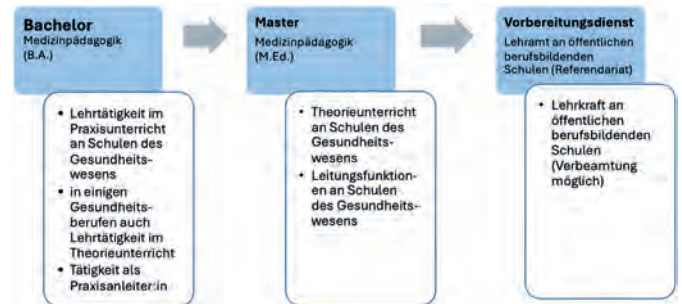 Bachelor
Medizinpädagogik
(B.A.)
Master
Medizinpädagogik
(M.Ed.)
Vorbereitungsdienst
Lehramt an öffentlichen
berufsbildenden
Schulen (Referendariat)
• Lehrtätigkeit im
Praxisunterricht
an Schulen des
Gesundheits-
wesens
• in einigen
Gesundheits-
berufen auch
Lehrtätigkeit im
Theorieunterricht
• Tätigkeit als
Praxisanleiter:in
• Theorieunterricht
an Schulen des
Gesundheits-
wesens
• Leitungsfunktion-
en an Schulen
des Gesundheits-
wesens
• Lehrkraft an
öffentlichen
berufsbildenden
Schulen
(Verbeamtung
möglich)